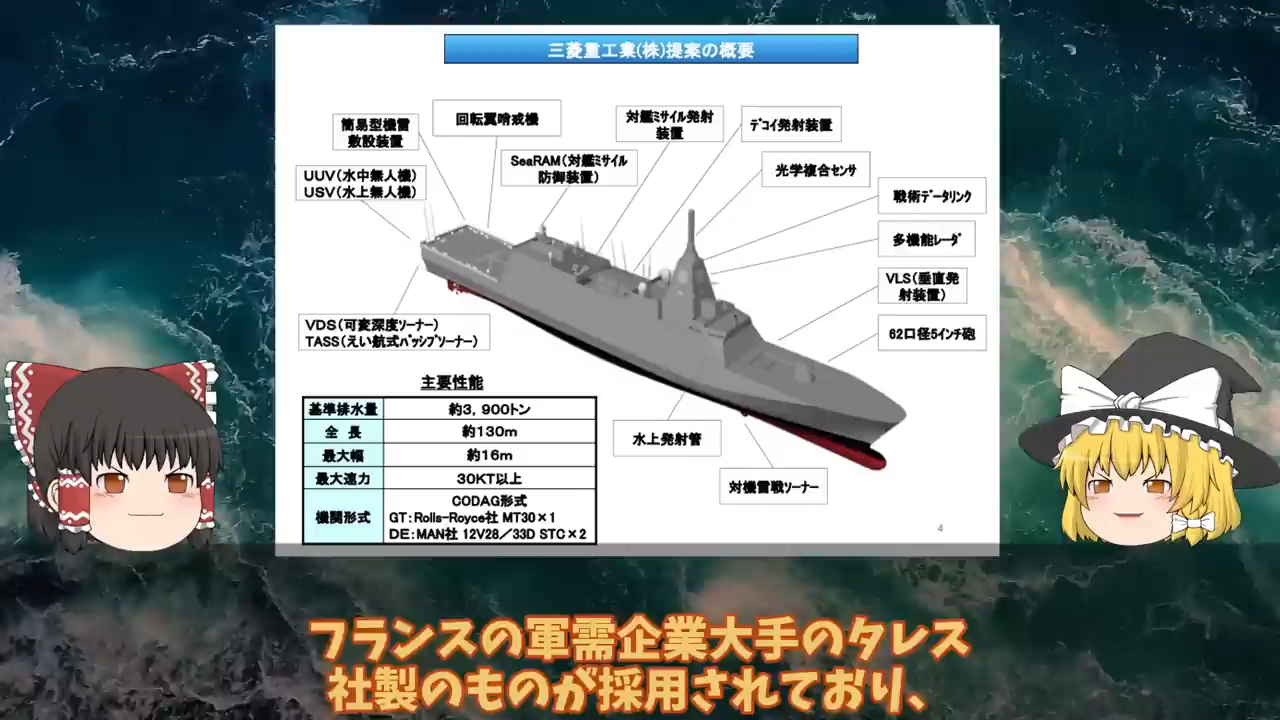 三菱重工業(株)提案の概要
簡易型機雷
敷設装置
回転翼哨戒機
対艦ミサイル発射
装置
デコイ発射装置
UUV(水中無人機)
USV(水上無人機)
SeaRAM(対艦ミサイル
防御装置)
光学複合センサ
戦術データリンク
多機能レーダ
VLS(垂直発
射装置)
62口径5インチ砲
VDS(可変深度ソーナー)
TASS(えい航式パッシブソーナー)
水上発射管
対機雷戦ソーナー
主要性能
基準排水量 約3,900トン
全 長 約130m
最大幅 約16m
最大速力 30KT以上
機関形式 CODAG形式
GT:Rolls-Royce社 MT30×1
DE:MAN社 12V28/33D STC×2
4
フランスの軍需企業大手のタレス
社製のものが採用されており、